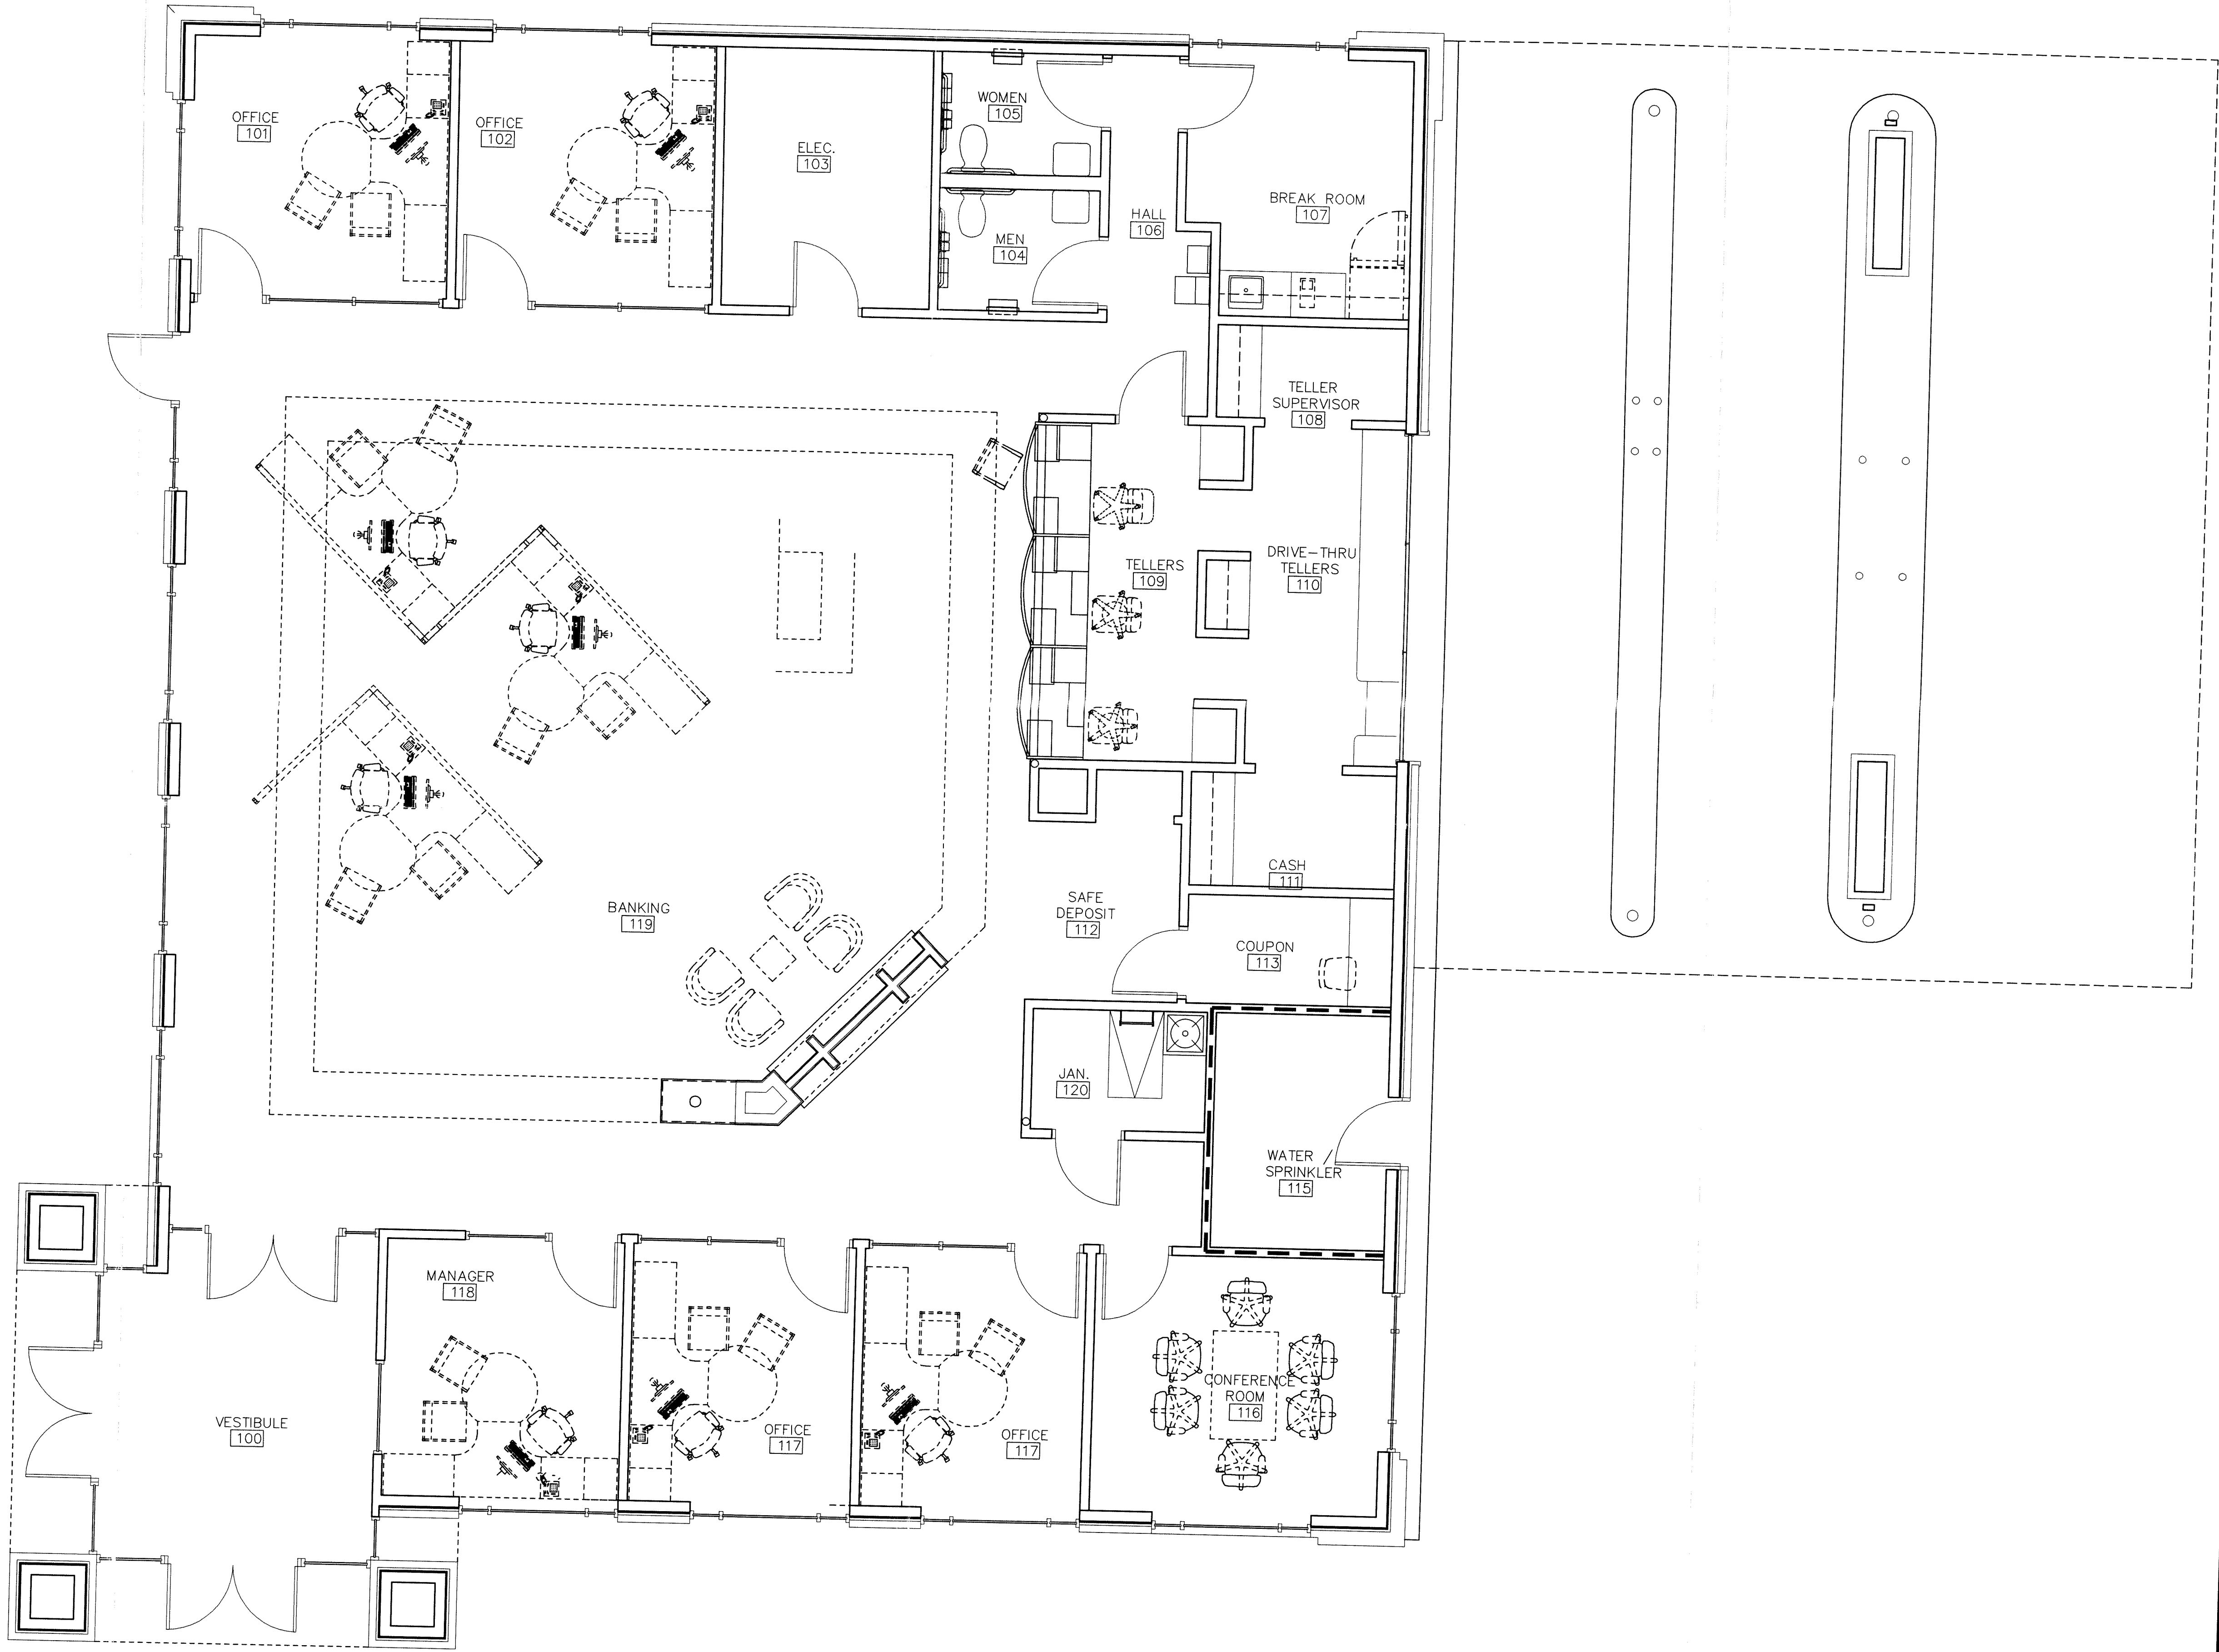 OFFICE
101
OFFICE
102
ELEC.
103
WOMEN
105
MEN
104
HALL
106
BREAK ROOM
107
TELLER
SUPERVISOR
108
TELLERS
109
DRIVE-THRU
TELLERS
110
CASH
111
SAFE
DEPOSIT
112
COUPON
113
BANKING
119
JAN.
120
WATER
SPRINKLER
115
MANAGER
118
OFFICE
117
OFFICE
117
CONFERENCE
ROOM
116
VESTIBULE
100